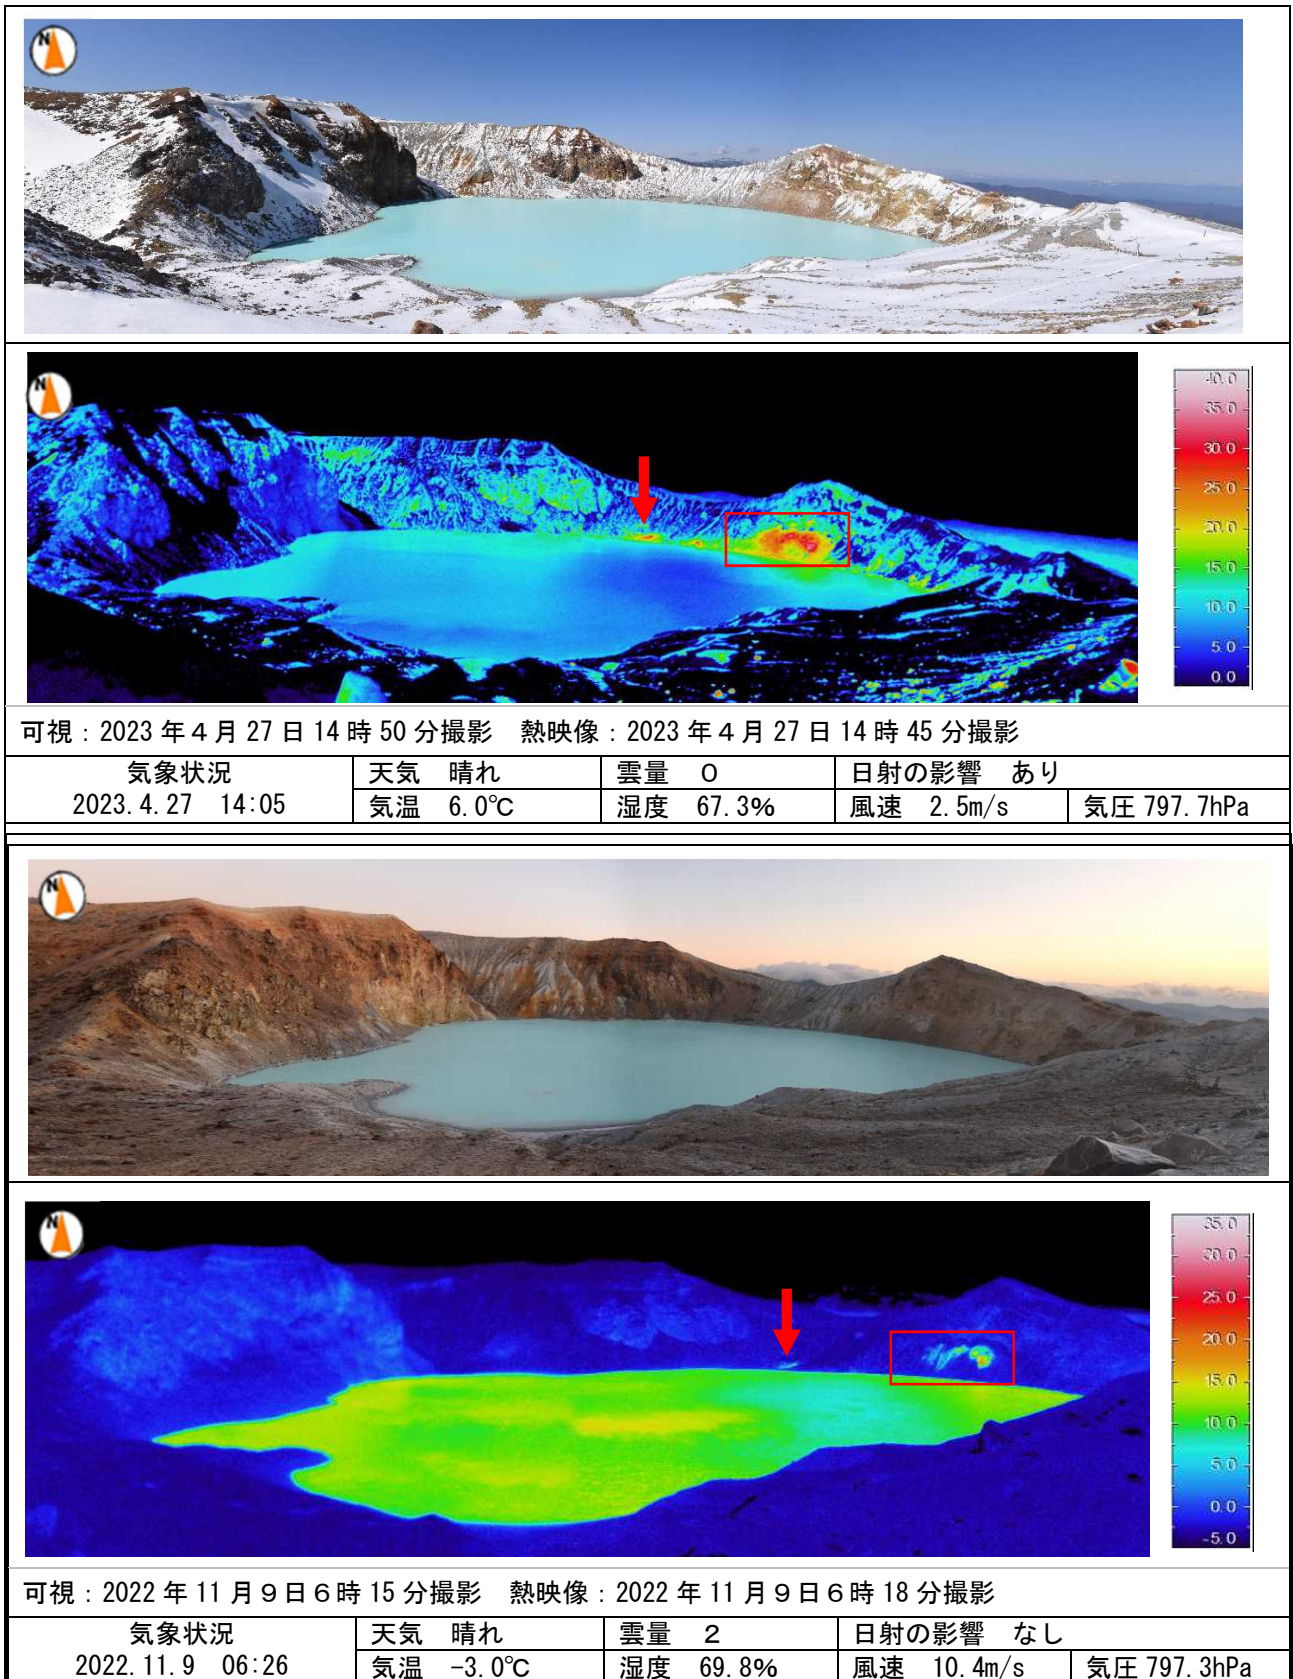 N
N
40.0
35.0
30.0
25.0
20.0
15.0
10.0
5.0
0.0
可視：2023年４月27日14時50分撮影　熱映像：2023年４月27日14時45分撮影
気象状況　天気　晴れ　雲量　０　日射の影響　あり
2023.4.27　14:05　気温　6.0℃　湿度　67.3％　風速　2.5m/s　気圧 797.7hPa
N
N
35.0
30.0
25.0
20.0
15.0
10.0
5.0
0.0
-5.0
可視：2022年11月９日６時15分撮影　熱映像：2022年11月９日６時18分撮影
気象状況　天気　晴れ　雲量　２　日射の影響　なし
2022.11.9　06:26　気温　-3.0℃　湿度　69.8％　風速　10.4m/s　気圧 797.3hPa